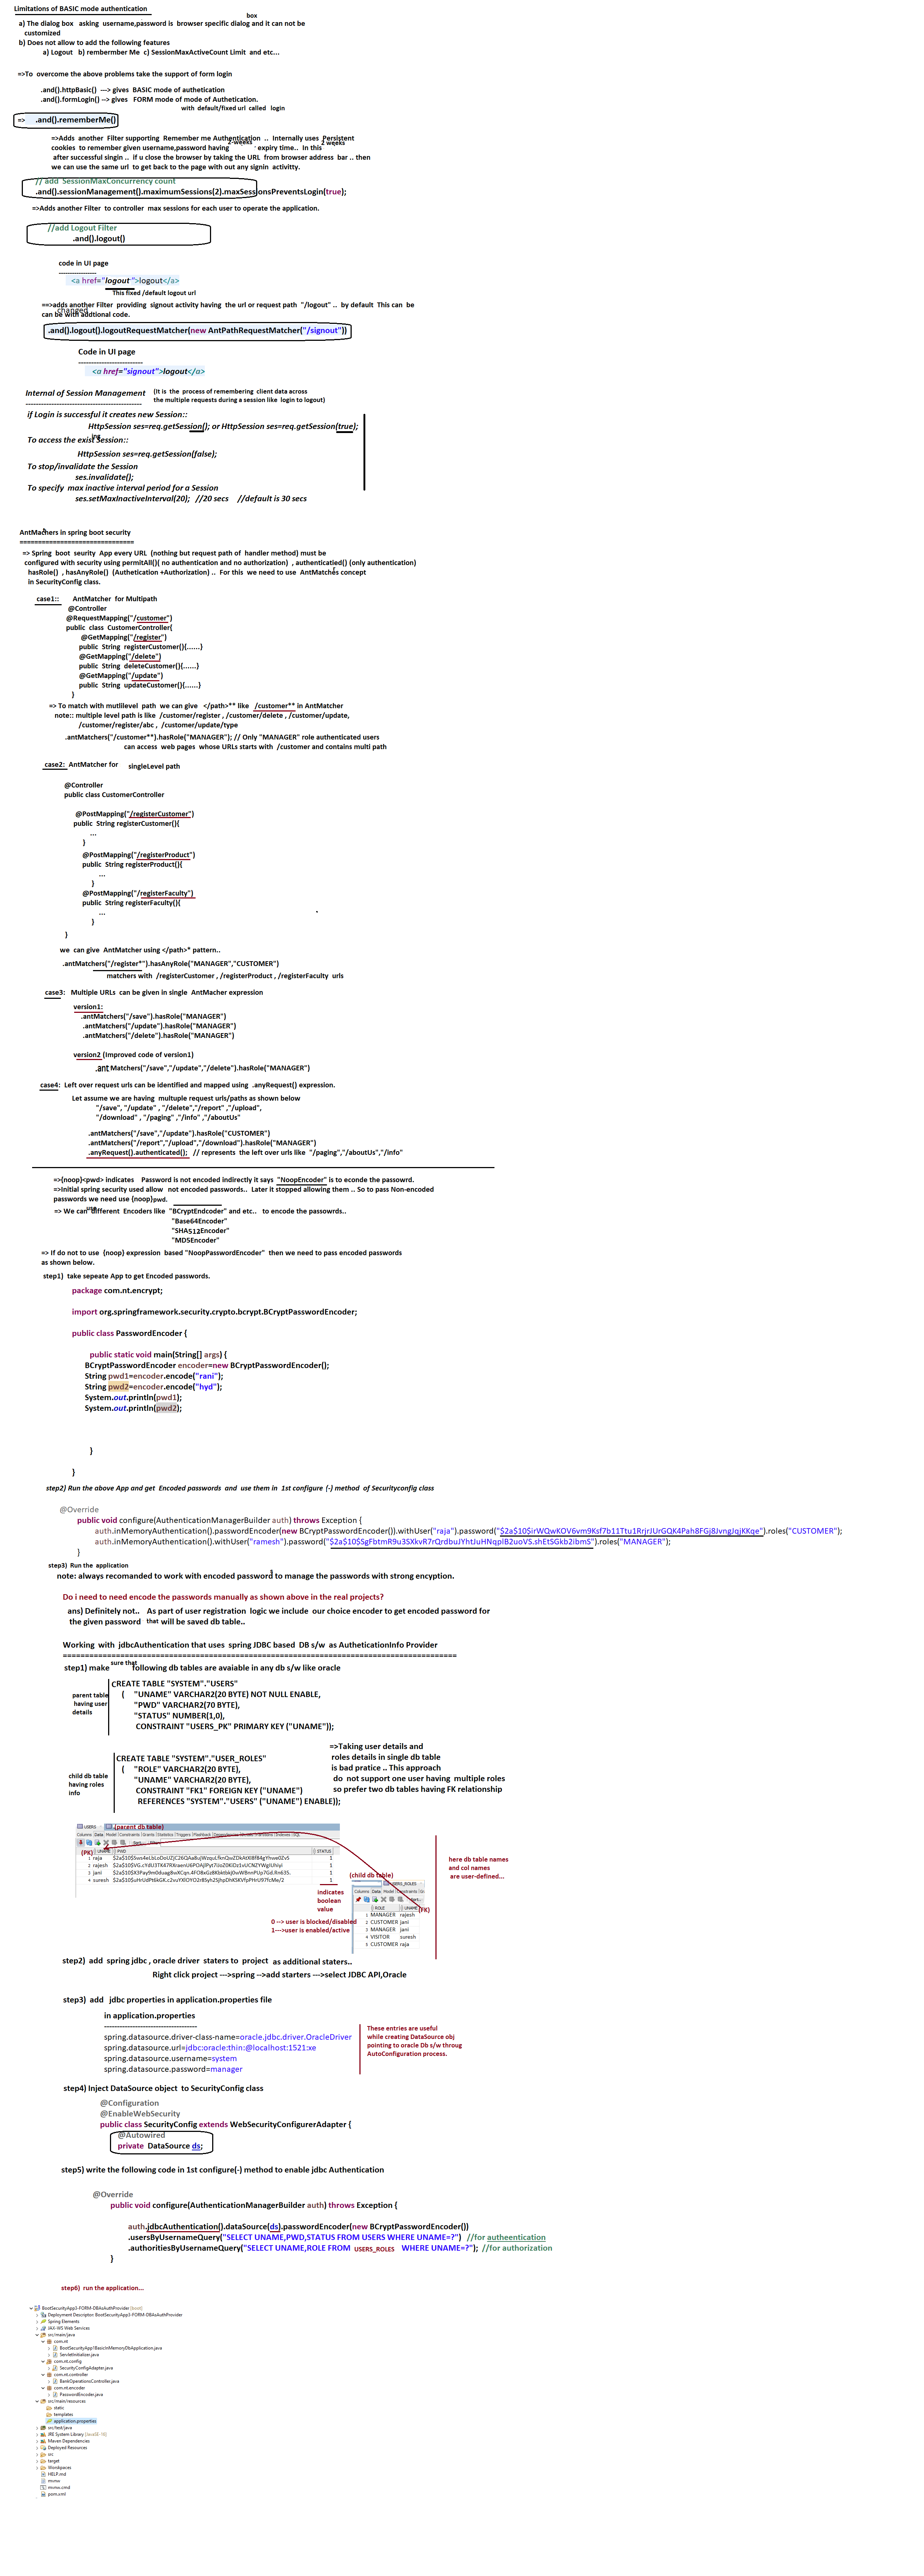 Limitations of BASIC mode authentication
box
a) The dialog box asking username,password is browser specific dialog and it can not be
customized
b) Does not allow to add the following features
a) Logout b) rembermber Me c) SessionMaxActiveCount Limit and etc...
=>To overcome the above problems take the support of form login
.and().httpBasic() ---> gives BASIC mode of authetication
.and().formLogin() --> gives FORM mode of mode of Authetication.
with default/fixed url called login
=> .and().rememberMe()
=>Adds another Filter supporting Remember me Authentication .. Internally uses Persistent
cookies to remember given username,password having 2-weeks expiry time.. In this 2 weeks
after successful singin .. if u close the browser by taking the URL from browser address bar .. then
we can use the same url to get back to the page with out any signin activitty.
// add SessionMaxConcurrency count
.and().sessionManagement().maximumSessions(2).maxSessionsPreventsLogin(true);
=>Adds another Filter to controller max sessions for each user to operate the application.
//add Logout Filter
.and().logout()
code in UI page
-----------------
<a href="logout">logout</a>
This fixed /default logout url
==>adds another Filter providing signout activity having the url or request path "/logout" .. by default This can be
changed
can be with addtional code.
.and().logout().logoutRequestMatcher(new AntPathRequestMatcher("/signout"))
Code in UI page
-------------------------
<a href="signout">logout</a>
Internal of Session Management (It is the process of remembering client data across
the multiple requests during a session like login to logout)
---------------------------------------------
if Login is successful it creates new Session::
HttpSession ses=req.getSession(); or HttpSession ses=req.getSession(true);
ing
To access the exist Session::
HttpSession ses=req.getSession(false);
To stop/invalidate the Session
ses.invalidate();
To specify max inactive interval period for a Session
ses.setMaxInactiveInterval(20); //20 secs //default is 30 secs
AntMachers in spring boot security
==============================
=> Spring boot seurity App every URL (nothing but request path of handler method) must be
configured with security using permitAll()( no authentication and no authorization) , authenticatied() (only authentication)
hasRole() , hasAnyRole() (Authetication +Authorization) .. For this we need to use AntMatches concept
in SecurityConfig class.
case1:: AntMatcher for Multipath
@Controller
@RequestMapping("/customer")
public class CustomerController{
@GetMapping("/register")
public String registerCustomer(){......}
@GetMapping("/delete")
public String deleteCustomer(){......}
@GetMapping("/update")
public String updateCustomer(){......}
}
=> To match with mutlilevel path we can give </path>** like /customer** in AntMatcher
note:: multiple level path is like /customer/register , /customer/delete , /customer/update,
/customer/register/abc , /customer/update/type
.antMatchers("/customer**).hasRole("MANAGER"); // Only "MANAGER" role authenticated users
can access web pages whose URLs starts with /customer and contains multi path
case2: AntMatcher for singleLevel path
@Controller
public class CustomerController
@PostMapping("/registerCustomer")
public String registerCustomer(){
...
}
@PostMapping("/registerProduct")
public String registerProduct(){
...
}
@PostMapping("/registerFaculty")
public String registerFaculty(){
...
}
}
we can give AntMatcher using </path>* pattern..
.antMatchers("/register*").hasAnyRole("MANAGER","CUSTOMER")
matchers with /registerCustomer , /registerProduct , /registerFaculty urls
case3: Multiple URLs can be given in single AntMacher expression
version1:
.antMatchers("/save").hasRole("MANAGER")
.antMatchers("/update").hasRole("MANAGER")
.antMatchers("/delete").hasRole("MANAGER")
version2 (Improved code of version1)
.ant Matchers("/save","/update","/delete").hasRole("MANAGER")
case4: Left over request urls can be identified and mapped using .anyRequest() expression.
Let assume we are having multuple request urls/paths as shown below
"/save", "/update" , "/delete","/report" ,"/upload",
"/download" , "/paging" ,"/info" ,"/aboutUs"
.antMatchers("/save","/update").hasRole("CUSTOMER")
.antMatchers("/report","/upload","/download").hasRole("MANAGER")
.anyRequest().authenticated(); // represents the left over urls like "/paging","/aboutUs","/info"
=>{noop}<pwd> indicates Password is not encoded indirectly it says "NoopEncoder" is to econde the passowrd.
=>Initial spring security used allow not encoded passwords.. Later it stopped allowing them .. So to pass Non-encoded
passwords we need use {noop}pwd.
use
=> We can different Encoders like "BCryptEndcoder" and etc.. to encode the passowrds..
"Base64Encoder"
"SHA512Encoder"
"MD5Encoder"
=> If do not to use {noop} expression based "NoopPasswordEncoder" then we need to pass encoded passwords
as shown below.
step1) take sepeate App to get Encoded passwords.
package com.nt.encrypt;
import org.springframework.security.crypto.bcrypt.BCryptPasswordEncoder;
public class PasswordEncoder {
public static void main(String[] args) {
BCryptPasswordEncoder encoder=new BCryptPasswordEncoder();
String pwd1=encoder.encode("rani");
String pwd2=encoder.encode("hyd");
System.out.println(pwd1);
System.out.println(pwd2);
}
}
step2) Run the above App and get Encoded passwords and use them in 1st configure (-) method of Securityconfig class
@Override
public void configure(AuthenticationManagerBuilder auth) throws Exception {
auth.inMemoryAuthentication().passwordEncoder(new BCryptPasswordEncoder()).withUser("raja").password("$2a$10$irWQwKOV6vm9Ksf7b11Ttu1RrjrJUrGQK4Pah8FGj8JvngJqjKKqe").roles("CUSTOMER");
auth.inMemoryAuthentication().withUser("ramesh").password("$2a$10$SgFbtmR9u3SXkvR7rQrdbuJYhtJuHNqplB2uoVS.shEtSGkb2ibmS").roles("MANAGER");
}
step3) Run the application
note: always recomanded to work with encoded password to manage the passwords with strong encyption.
Do i need to need encode the passwords manually as shown above in the real projects?
ans) Definitely not.. As part of user registration logic we include our choice encoder to get encoded password for
the given password that will be saved db table..
Working with jdbcAuthentication that uses spring JDBC based DB s/w as AutheticationInfo Provider
=====================================================================================
sure that
step1) make following db tables are avaiable in any db s/w like oracle
parent table
having user
details
CREATE TABLE "SYSTEM"."USERS"
( "UNAME" VARCHAR2(20 BYTE) NOT NULL ENABLE,
"PWD" VARCHAR2(70 BYTE),
"STATUS" NUMBER(1,0),
CONSTRAINT "USERS_PK" PRIMARY KEY ("UNAME"));
child db table
having roles
info
CREATE TABLE "SYSTEM"."USER_ROLES"
( "ROLE" VARCHAR2(20 BYTE),
"UNAME" VARCHAR2(20 BYTE),
CONSTRAINT "FK1" FOREIGN KEY ("UNAME")
REFERENCES "SYSTEM"."USERS" ("UNAME") ENABLE));
=>Taking user details and
roles details in single db table
is bad pratice .. This approach
do not support one user having multiple roles
so prefer two db tables having FK relationship
USERS (parent db table)
(PK) UNAME PWD STATUS
1 raja 1
2 rajesh 1
3 jani 1
4 suresh 1
indicates
boolean
value
0 --> user is blocked/disabled
1--->user is enabled/active
(child db table)
ROLE UNAME (FK)
1 MANAGER rajesh
2 CUSTOMER jani
3 MANAGER jani
4 VISITOR suresh
5 CUSTOMER raja
here db table names
and col names
are user-defined...
step2) add spring jdbc , oracle driver staters to project as additional staters..
Right click project --->spring -->add starters --->select JDBC API,Oracle
step3) add jdbc properties in application.properties file
in application.properties
-----------------------------------
spring.datasource.driver-class-name=oracle.jdbc.driver.OracleDriver
spring.datasource.url=jdbc:oracle:thin:@localhost:1521:xe
spring.datasource.username=system
spring.datasource.password=manager
These entries are useful
while creating DataSource obj
pointing to oracle Db s/w throug
AutoConfiguration process.
step4) Inject DataSource object to SecurityConfig class
@Configuration
@EnableWebSecurity
public class SecurityConfig extends WebSecurityConfigurerAdapter {
@Autowired
private DataSource ds;
step5) write the following code in 1st configure(-) method to enable jdbc Authentication
@Override
public void configure(AuthenticationManagerBuilder auth) throws Exception {
auth.jdbcAuthentication().dataSource(ds).passwordEncoder(new BCryptPasswordEncoder())
.usersByUsernameQuery("SELECT UNAME,PWD,STATUS FROM USERS WHERE UNAME=?") //for autheentication
.authoritiesByUsernameQuery("SELECT UNAME,ROLE FROM USERS_ROLES WHERE UNAME=?"); //for authorization
}
step6) run the application...
BootSecurityApp3-FORM-DBAsAuthProvider [boot]
Deployment Descriptor: BootSecurityApp3-FORM-DBAsAuthProvider
Spring Elements
JAX-WS Web Services
src/main/java
com.nt
BootSecurityApp1BasicInMemoryDbApplication.java
ServletInitializer.java
com.nt.config
SecurityConfigAdapter.java
com.nt.controller
BankOperationsController.java
com.nt.encoder
PasswordEncoder.java
src/main/resources
static
templates
application.properties
src/test/java
JRE System Library [JavaSE-16]
Maven Dependencies
Deployed Resources
src
target
Workspaces
HELP.md
mvnw
mvnw.cmd
pom.xml